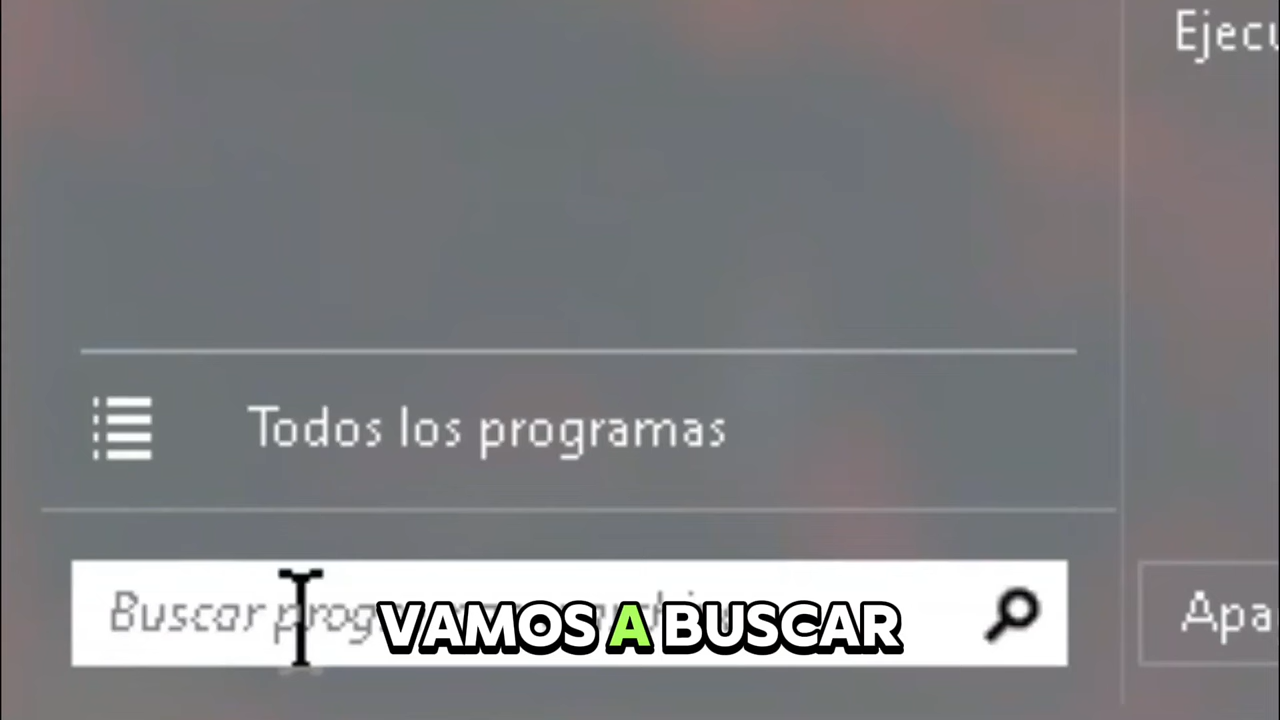 Ejecu
Todos los programas
Buscar prog
VAMOS A BUSCAR
Apa